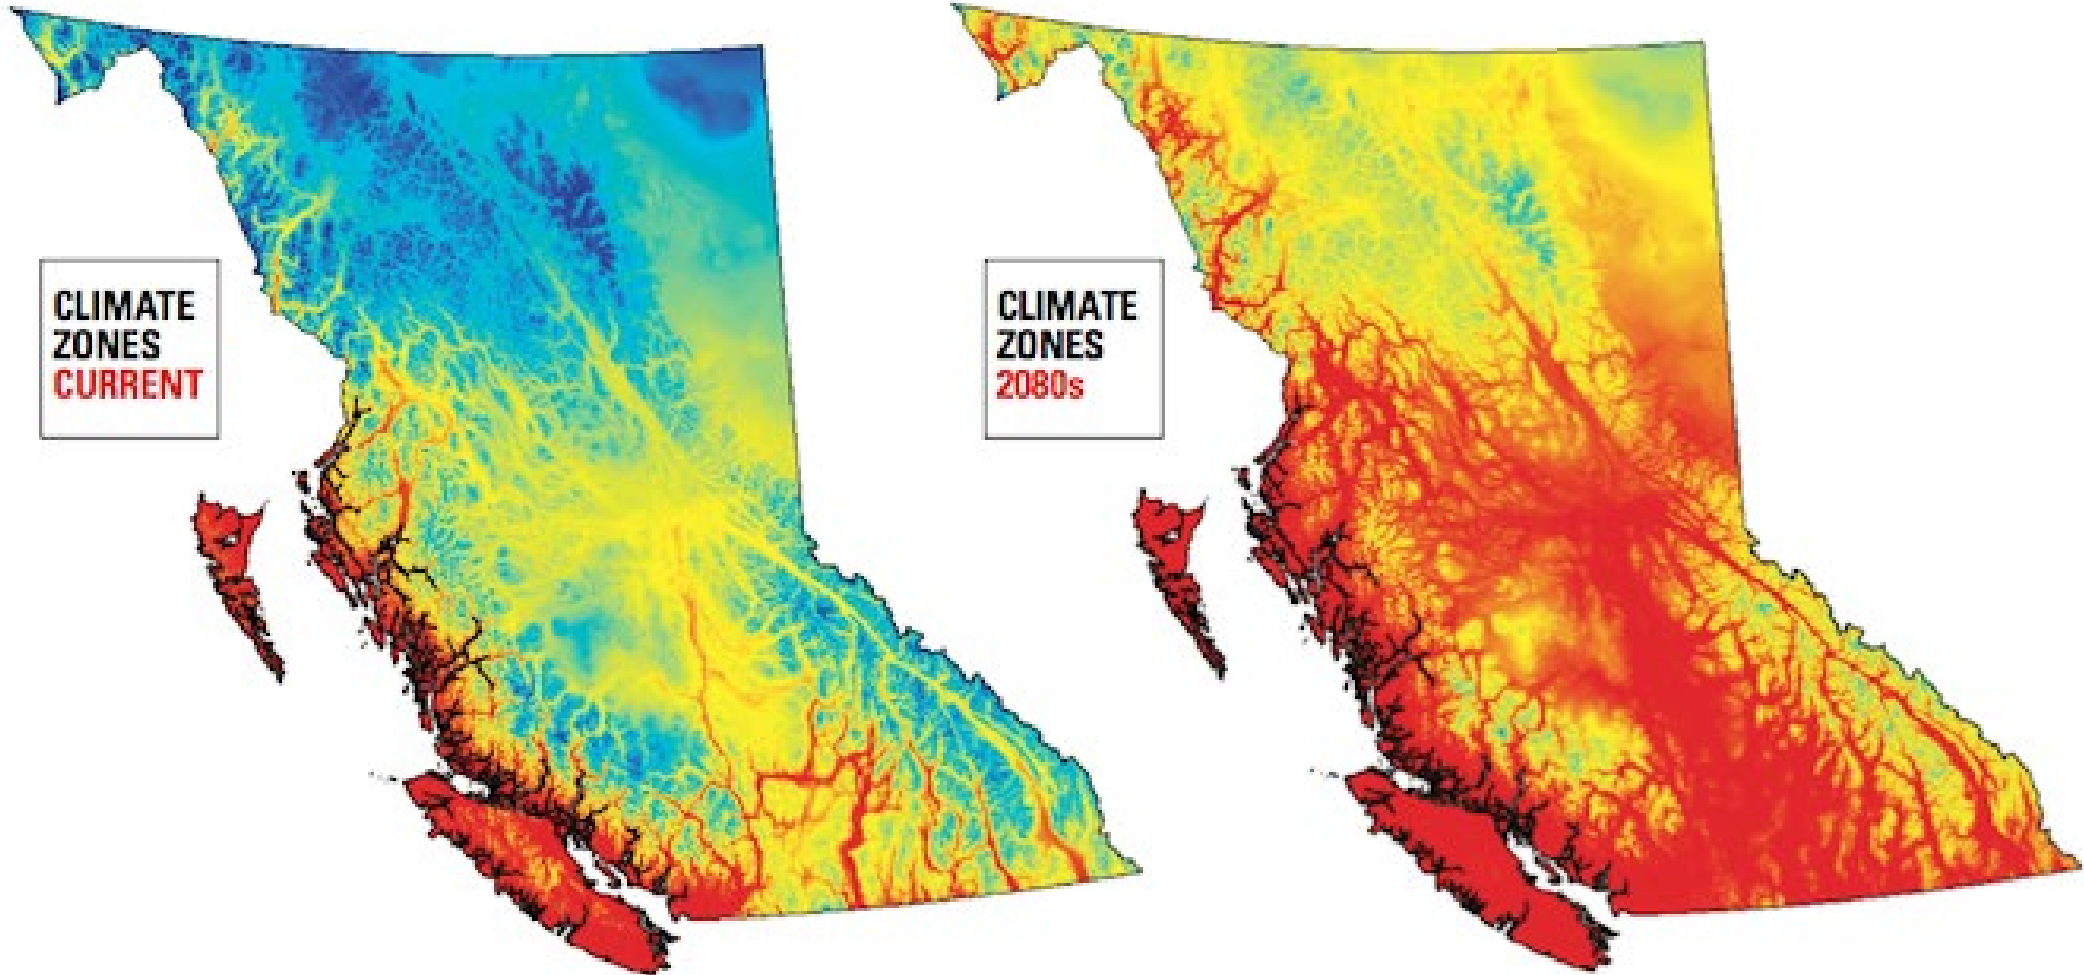 CLIMATE
ZONES
CURRENT
CLIMATE
ZONES
2080s